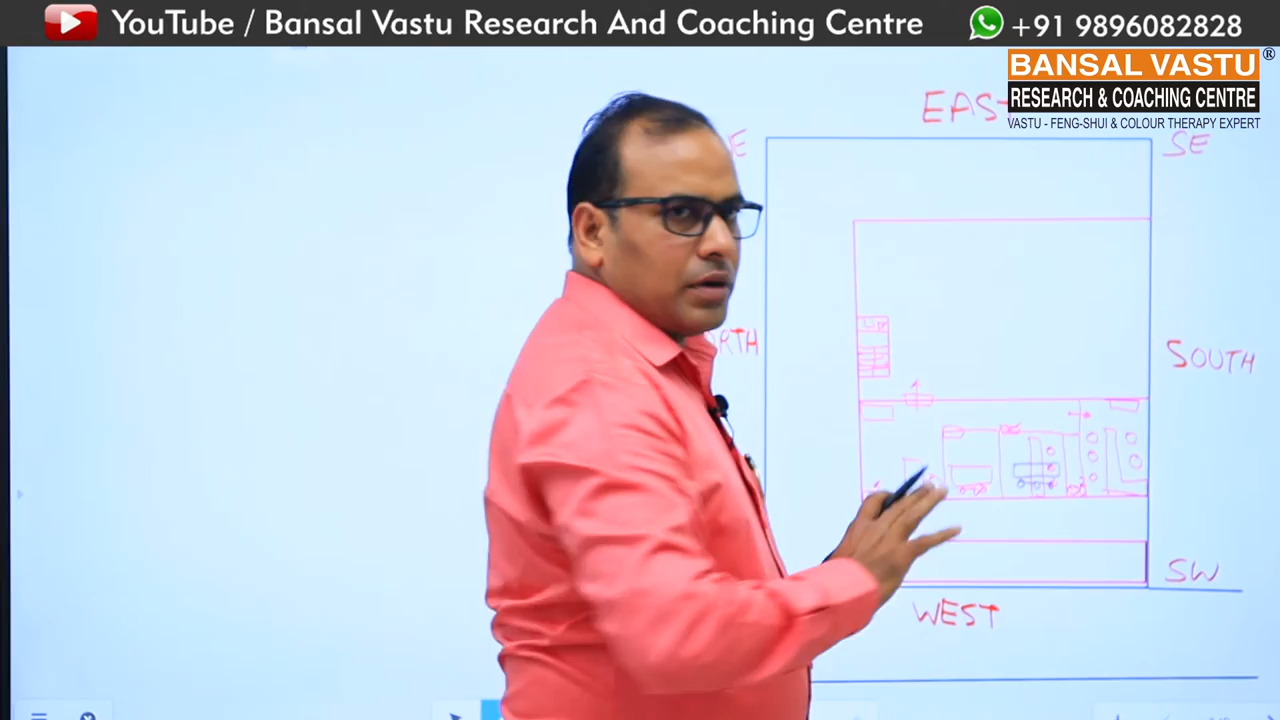 YouTube / Bansal Vastu Research And Coaching Centre
+91 9896082828
BANSAL VASTU®
RESEARCH & COACHING CENTRE
VASTU - FENG-SHUI & COLOUR THERAPY EXPERT
SE
SOUTH
SW
WEST